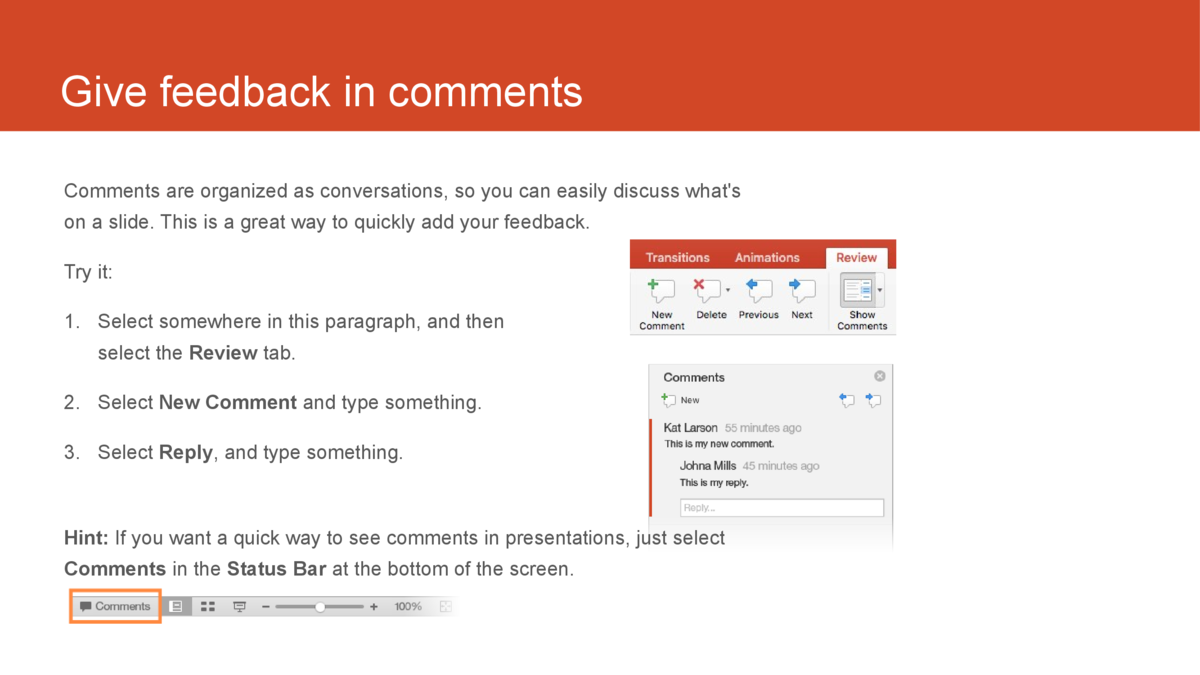 Give feedback in comments
Comments are organized as conversations, so you can easily discuss what's
on a slide. This is a great way to quickly add your feedback.
Try it:
1. Select somewhere in this paragraph, and then
select the Review tab.
2. Select New Comment and type something.
3. Select Reply, and type something.
Transitions Animations Review
New Comment
Delete
Previous
Next
Show Comments
Comments
New
Kat Larson 55 minutes ago
This is my new comment.
Johna Mills 45 minutes ago
This is my reply.
Reply...
Hint: If you want a quick way to see comments in presentations, just select
Comments in the Status Bar at the bottom of the screen.
Comments 100%